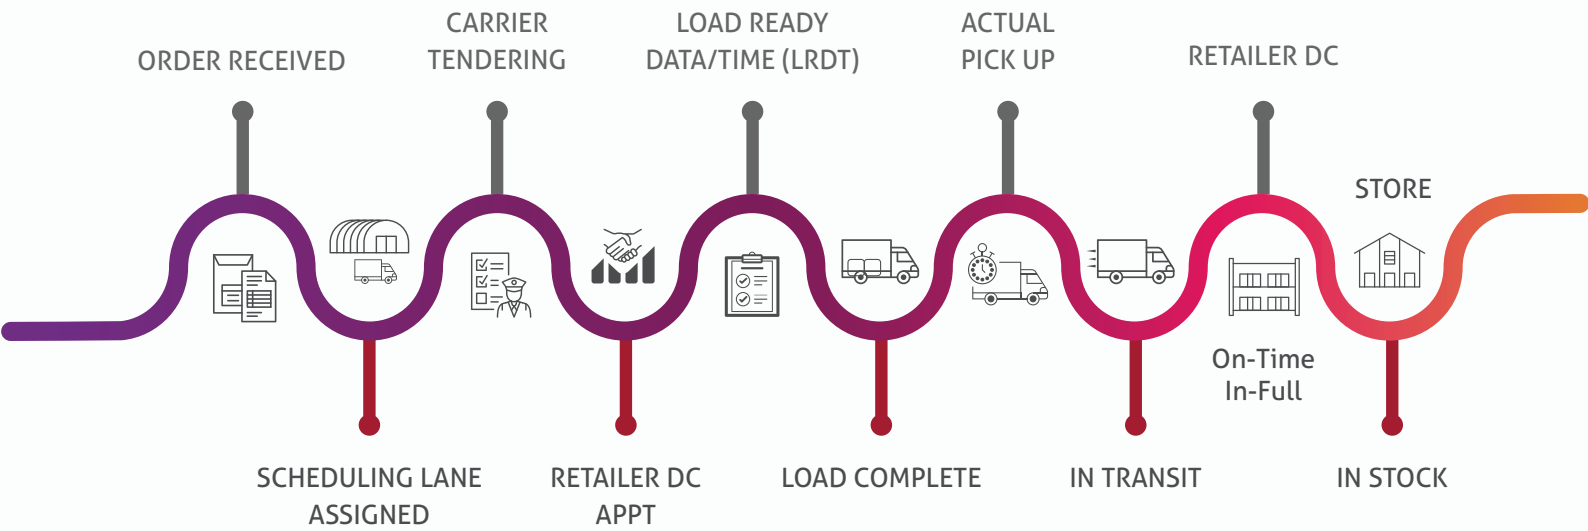 ORDER RECEIVED
CARRIER
TENDERING
LOAD READY
DATA/TIME (LRDT)
ACTUAL
PICK UP
RETAILER DC
STORE
On-Time
In-Full
SCHEDULING LANE
ASSIGNED
RETAILER DC
APPT
LOAD COMPLETE
IN TRANSIT
IN STOCK